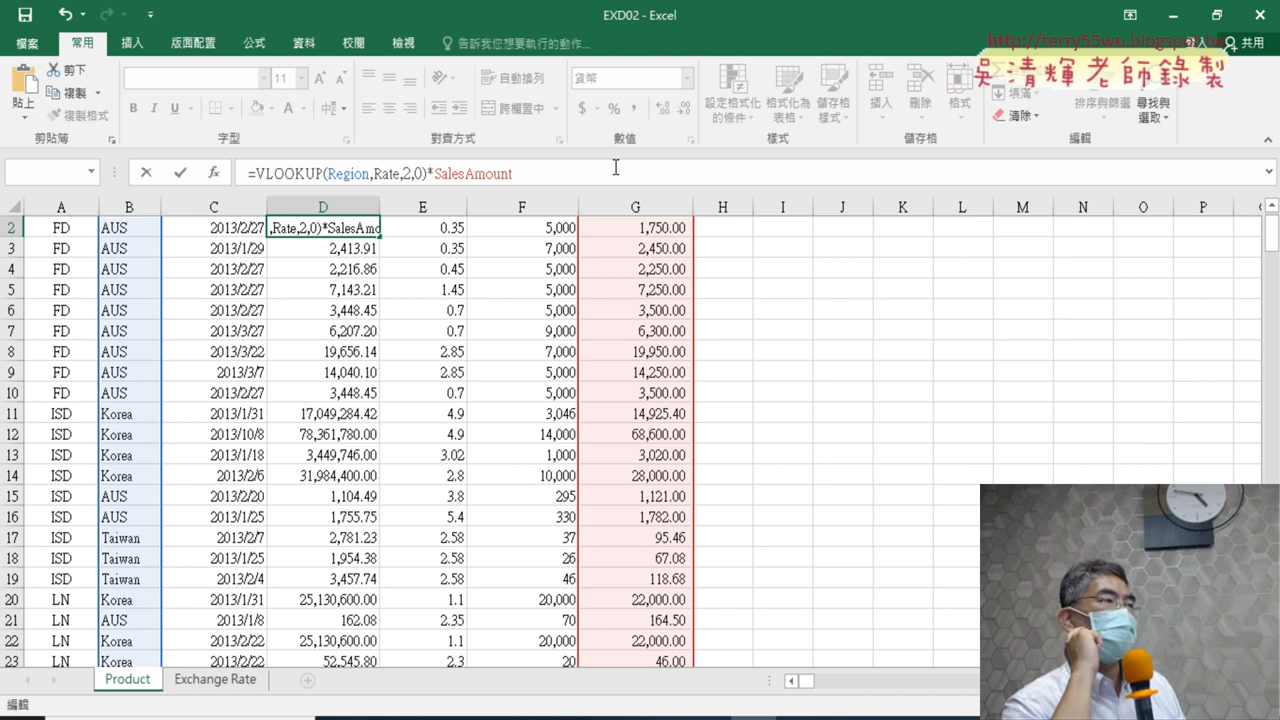 EXD02 - Excel
檔案 常用 插入 版面配置 公式 資料 校閱 檢視 告訴我您想要執行的動作... 共用
http://terry55wu.blogspot.tw
吳清輝老師錄製
貼上 剪下 複製 複製格式 剪貼簿
11 B I U A 中 字型
自動換列 跨欄置中 對齊方式
貨幣 $ % , 數值
設定格式化的條件 格式化為表格 儲存格樣式 樣式
插入 刪除 格式 儲存格
填滿 清除 排序與篩選 尋找與選取 編輯
fx =VLOOKUP(Region,Rate,2,0)*SalesAmount
A B C D E F G H I J K L M N O P
2 FD AUS 2013/2/27 ,Rate,2,0)*SalesAmo 0.35 5,000 1,750.00
3 FD AUS 2013/1/29 2,413.91 0.35 7,000 2,450.00
4 FD AUS 2013/2/27 2,216.86 0.45 5,000 2,250.00
5 FD AUS 2013/2/27 7,143.21 1.45 5,000 7,250.00
6 FD AUS 2013/2/27 3,448.45 0.7 5,000 3,500.00
7 FD AUS 2013/3/27 6,207.20 0.7 9,000 6,300.00
8 FD AUS 2013/3/22 19,656.14 2.85 7,000 19,950.00
9 FD AUS 2013/3/7 14,040.10 2.85 5,000 14,250.00
10 FD AUS 2013/2/27 3,448.45 0.7 5,000 3,500.00
11 ISD Korea 2013/1/31 17,049,284.42 4.9 3,046 14,925.40
12 ISD Korea 2013/10/8 78,361,780.00 4.9 14,000 68,600.00
13 ISD Korea 2013/1/18 3,449,746.00 3.02 1,000 3,020.00
14 ISD Korea 2013/2/6 31,984,400.00 2.8 10,000 28,000.00
15 ISD AUS 2013/2/20 1,104.49 3.8 295 1,121.00
16 ISD AUS 2013/1/25 1,755.75 5.4 330 1,782.00
17 ISD Taiwan 2013/2/7 2,781.23 2.58 37 95.46
18 ISD Taiwan 2013/1/25 1,954.38 2.58 26 67.08
19 ISD Taiwan 2013/2/4 3,457.74 2.58 46 118.68
20 LN Korea 2013/1/31 25,130,600.00 1.1 20,000 22,000.00
21 LN AUS 2013/1/8 162.08 2.35 70 164.50
22 LN Korea 2013/2/22 25,130,600.00 1.1 20,000 22,000.00
23 LN Korea 2013/2/22 52,545.80 2.3 20 46.00
Product Exchange Rate
編輯